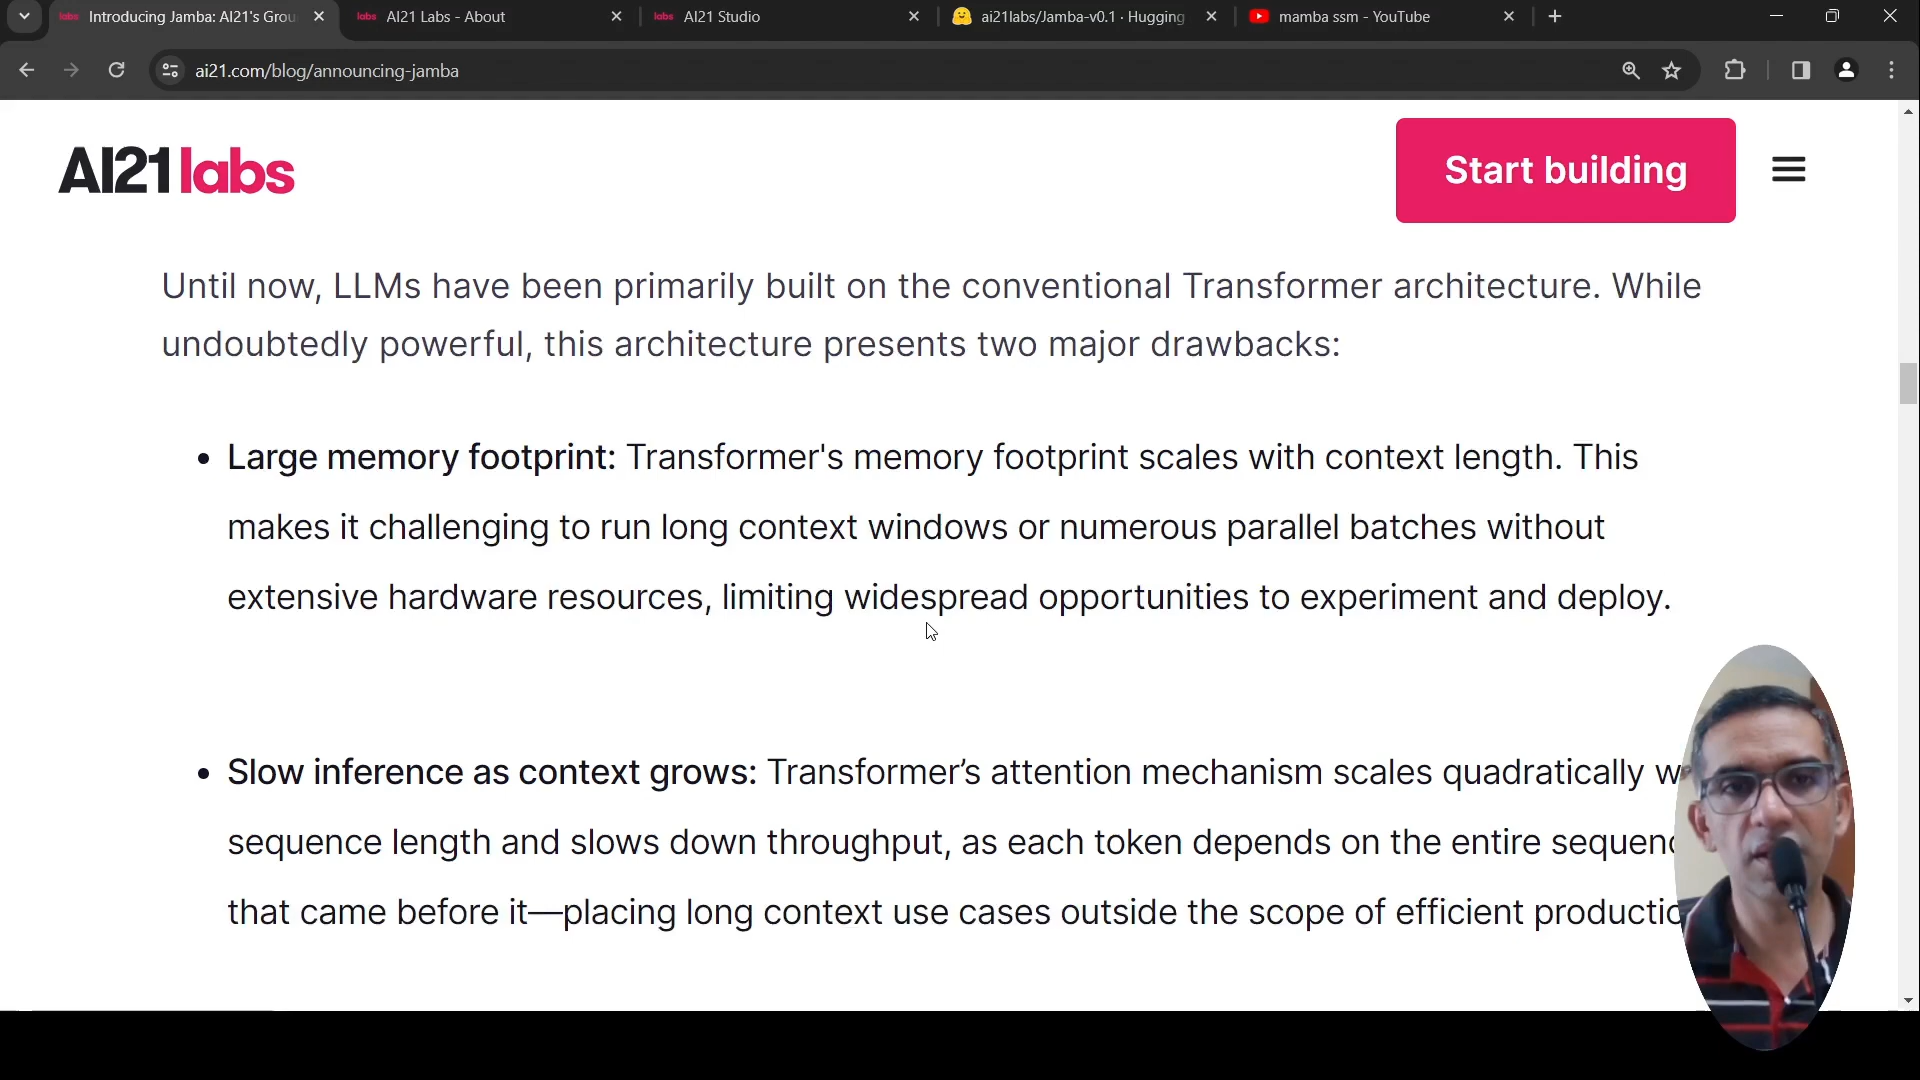 Introducing Jamba: AI21's Grou
AI21 Labs - About
AI21 Studio
ai21labs/Jamba-v0.1 · Hugging
mamba ssm - YouTube
ai21.com/blog/announcing-jamba
AI21labs
Start building
Until now, LLMs have been primarily built on the conventional Transformer architecture. While
undoubtedly powerful, this architecture presents two major drawbacks:
• Large memory footprint: Transformer's memory footprint scales with context length. This
makes it challenging to run long context windows or numerous parallel batches without
extensive hardware resources, limiting widespread opportunities to experiment and deploy.
• Slow inference as context grows: Transformer’s attention mechanism scales quadratically
sequence length and slows down throughput, as each token depends on the entire
that came before it—placing long context use cases outside the scope of efficient